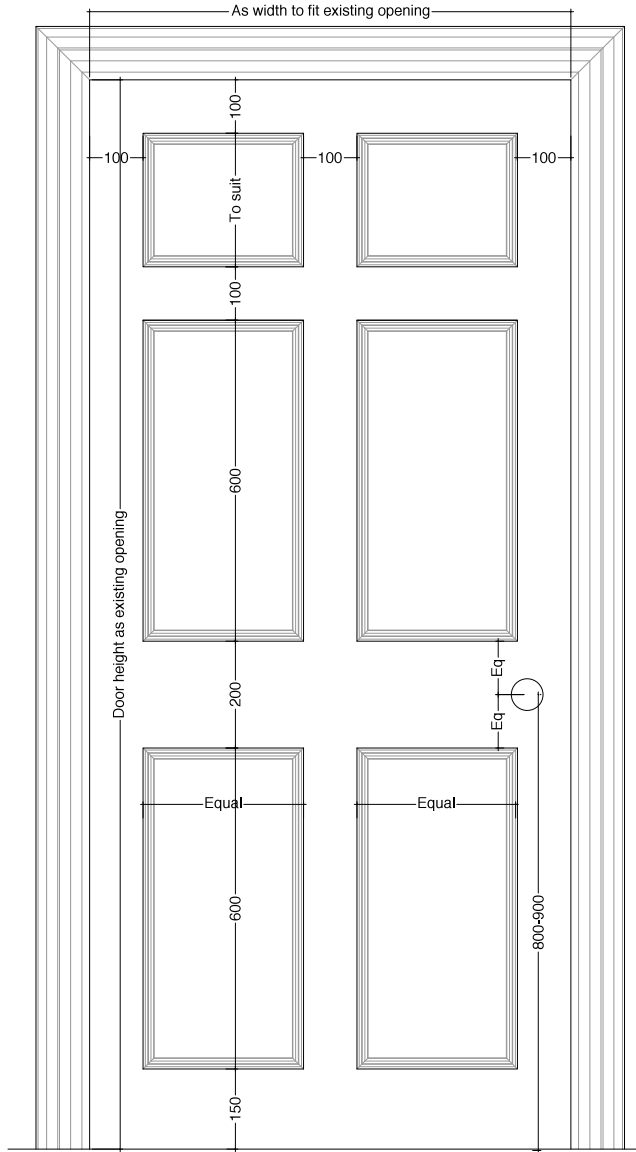 As width to fit existing opening
100
100
100
100
To suit
100
600
Door height as existing opening
Eq
200
Eq
Equal
Equal
600
800-900
150